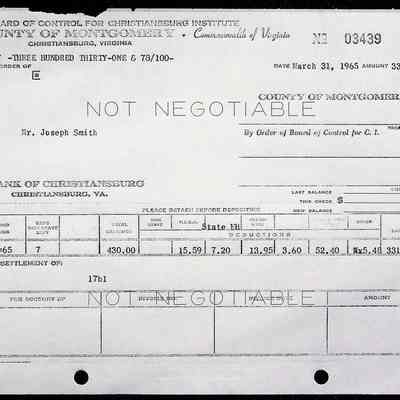 ARD OF CONTROL FOR CHRISTIANSBURG INSTITUTE
UNTY OF MONTGOMERY • Commonwealth of Virginia
No 03439
CHRISTIANSBURG, VIRGINIA
-THREE HUNDRED THIRTY-ONE & 78/100-
DATE March 31, 1965 AMOUNT 33
ORDER OF
COUNTY OF MONTGOMER
NOT NEGOTIABLE
Mr. Joseph Smith
By Order of Board of Control for C. I.
ANK OF CHRISTIANSBURG
CHRISTIANSBURG, VA.
LAST BALANCE
THIS CHECK $
NEW BALANCE
PLEASE DETACH BEFORE DEPOSITING
State
DEDUCTIONS
65 7 430.00 15.59 7.20 13.95 3.60 52.40 5.48 331
SETTLEMENT OF:
17b1
NOT NEGOTIABLE
FOR ACCOUNT OF
INVOICE NO.
AMOUNT